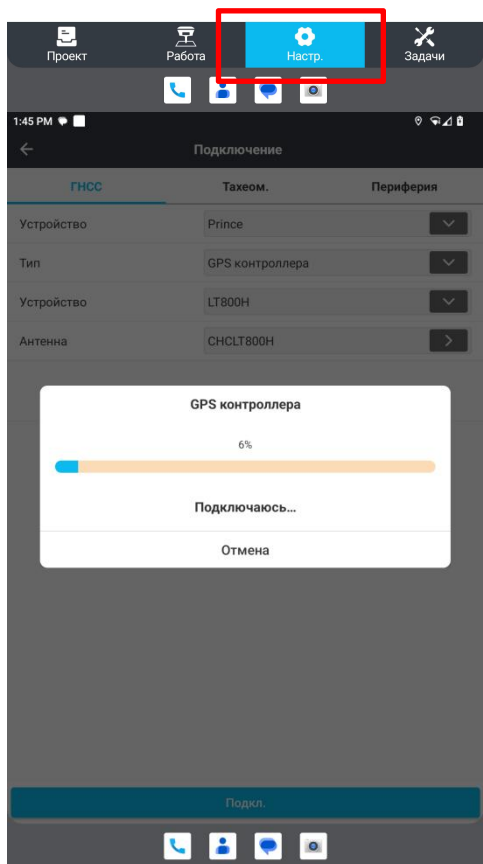 Проект Работа Настр. Задачи
1:45 PM
Подключение
ГНСС Тахеом. Периферия
Устройство Prince
Тип GPS контроллера
Устройство LT800H
Антенна CHCLT800H
GPS контроллера
6%
Подключаюсь...
Отмена
Подкл.